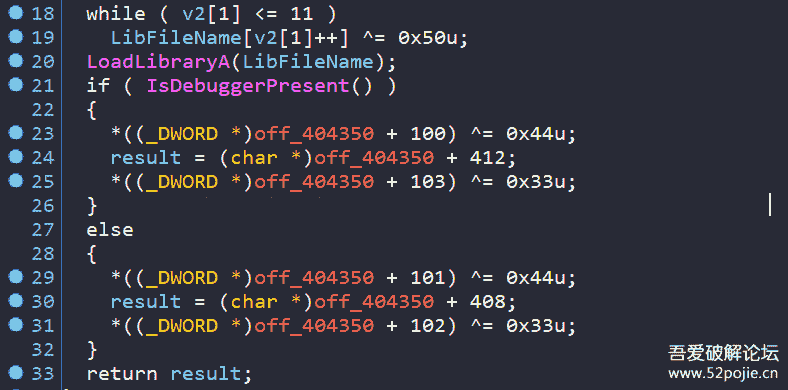 18 while ( v2[1] <= 11 )
19 LibFileName[v2[1]++] ^= 0x50u;
20 LoadLibraryA(LibFileName);
21 if ( IsDebuggerPresent() )
22 {
23 *((_DWORD *)off_404350 + 100) ^= 0x44u;
24 result = (char *)off_404350 + 412;
25 *((_DWORD *)off_404350 + 103) ^= 0x33u;
26 }
27 else
28 {
29 *((_DWORD *)off_404350 + 101) ^= 0x44u;
30 result = (char *)off_404350 + 408;
31 *((_DWORD *)off_404350 + 102) ^= 0x33u;
32 }
33 return result;
吾爱破解论坛
www.52pojie.cn